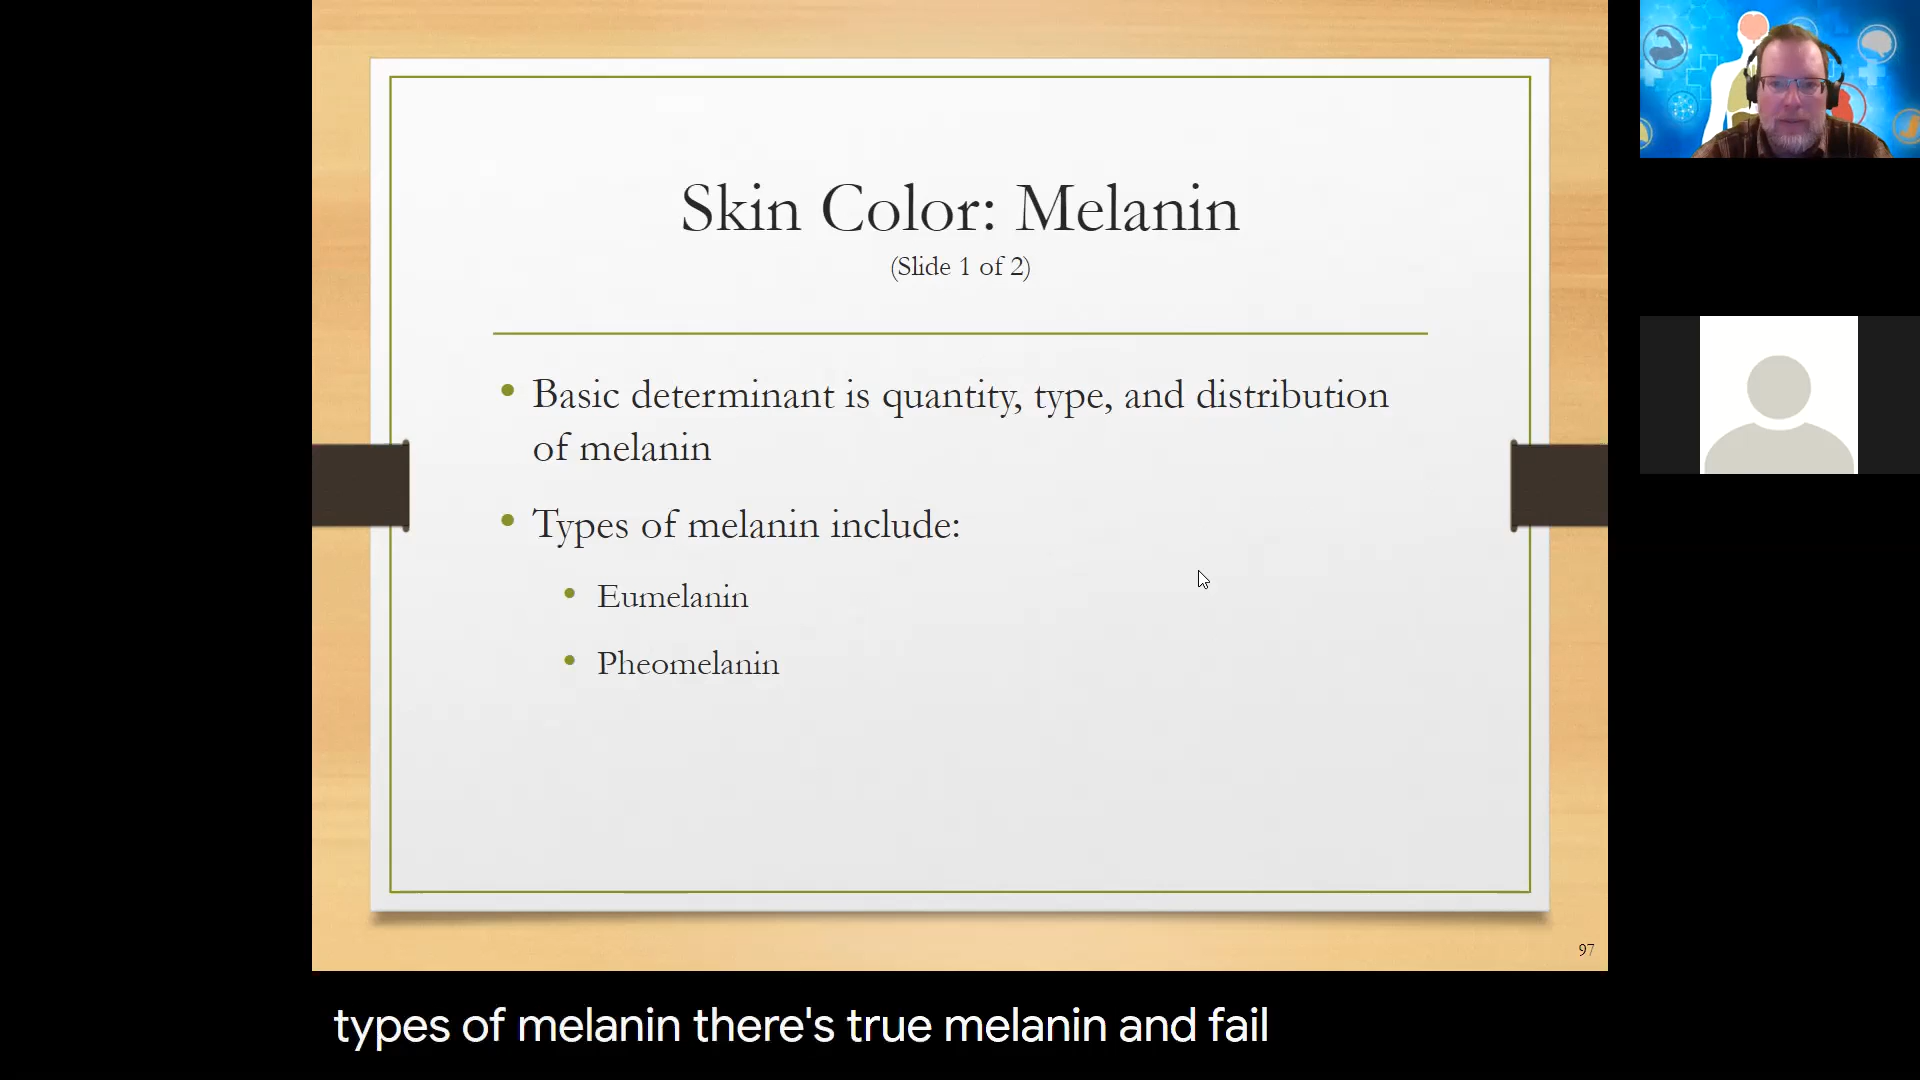 Skin Color: Melanin
(Slide 1 of 2)
• Basic determinant is quantity, type, and distribution
of melanin
• Types of melanin include:
• Eumelanin
• Pheomelanin
97
types of melanin there's true melanin and fail